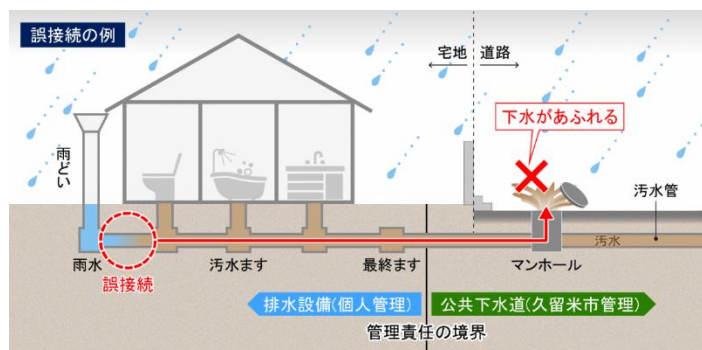 誤接続の例
宅地
道路
下水があふれる
雨どい
汚水管
汚水
雨水
汚水ます
最終ます
マンホール
誤接続
排水設備(個人管理)
公共下水道(久留米市管理)
管理責任の境界